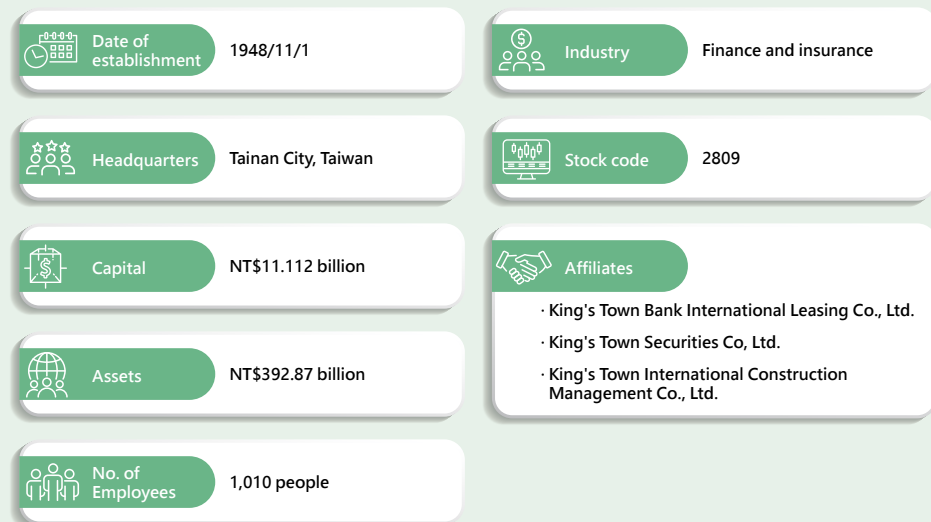 Date of
establishment
1948/11/1
Industry
Finance and insurance
Headquarters
Tainan City, Taiwan
Stock code
2809
Capital
NT$11.112 billion
Affiliates
· King's Town Bank International Leasing Co., Ltd.
· King's Town Securities Co, Ltd.
· King's Town International Construction
Management Co., Ltd.
Assets
NT$392.87 billion
No. of
Employees
1,010 people